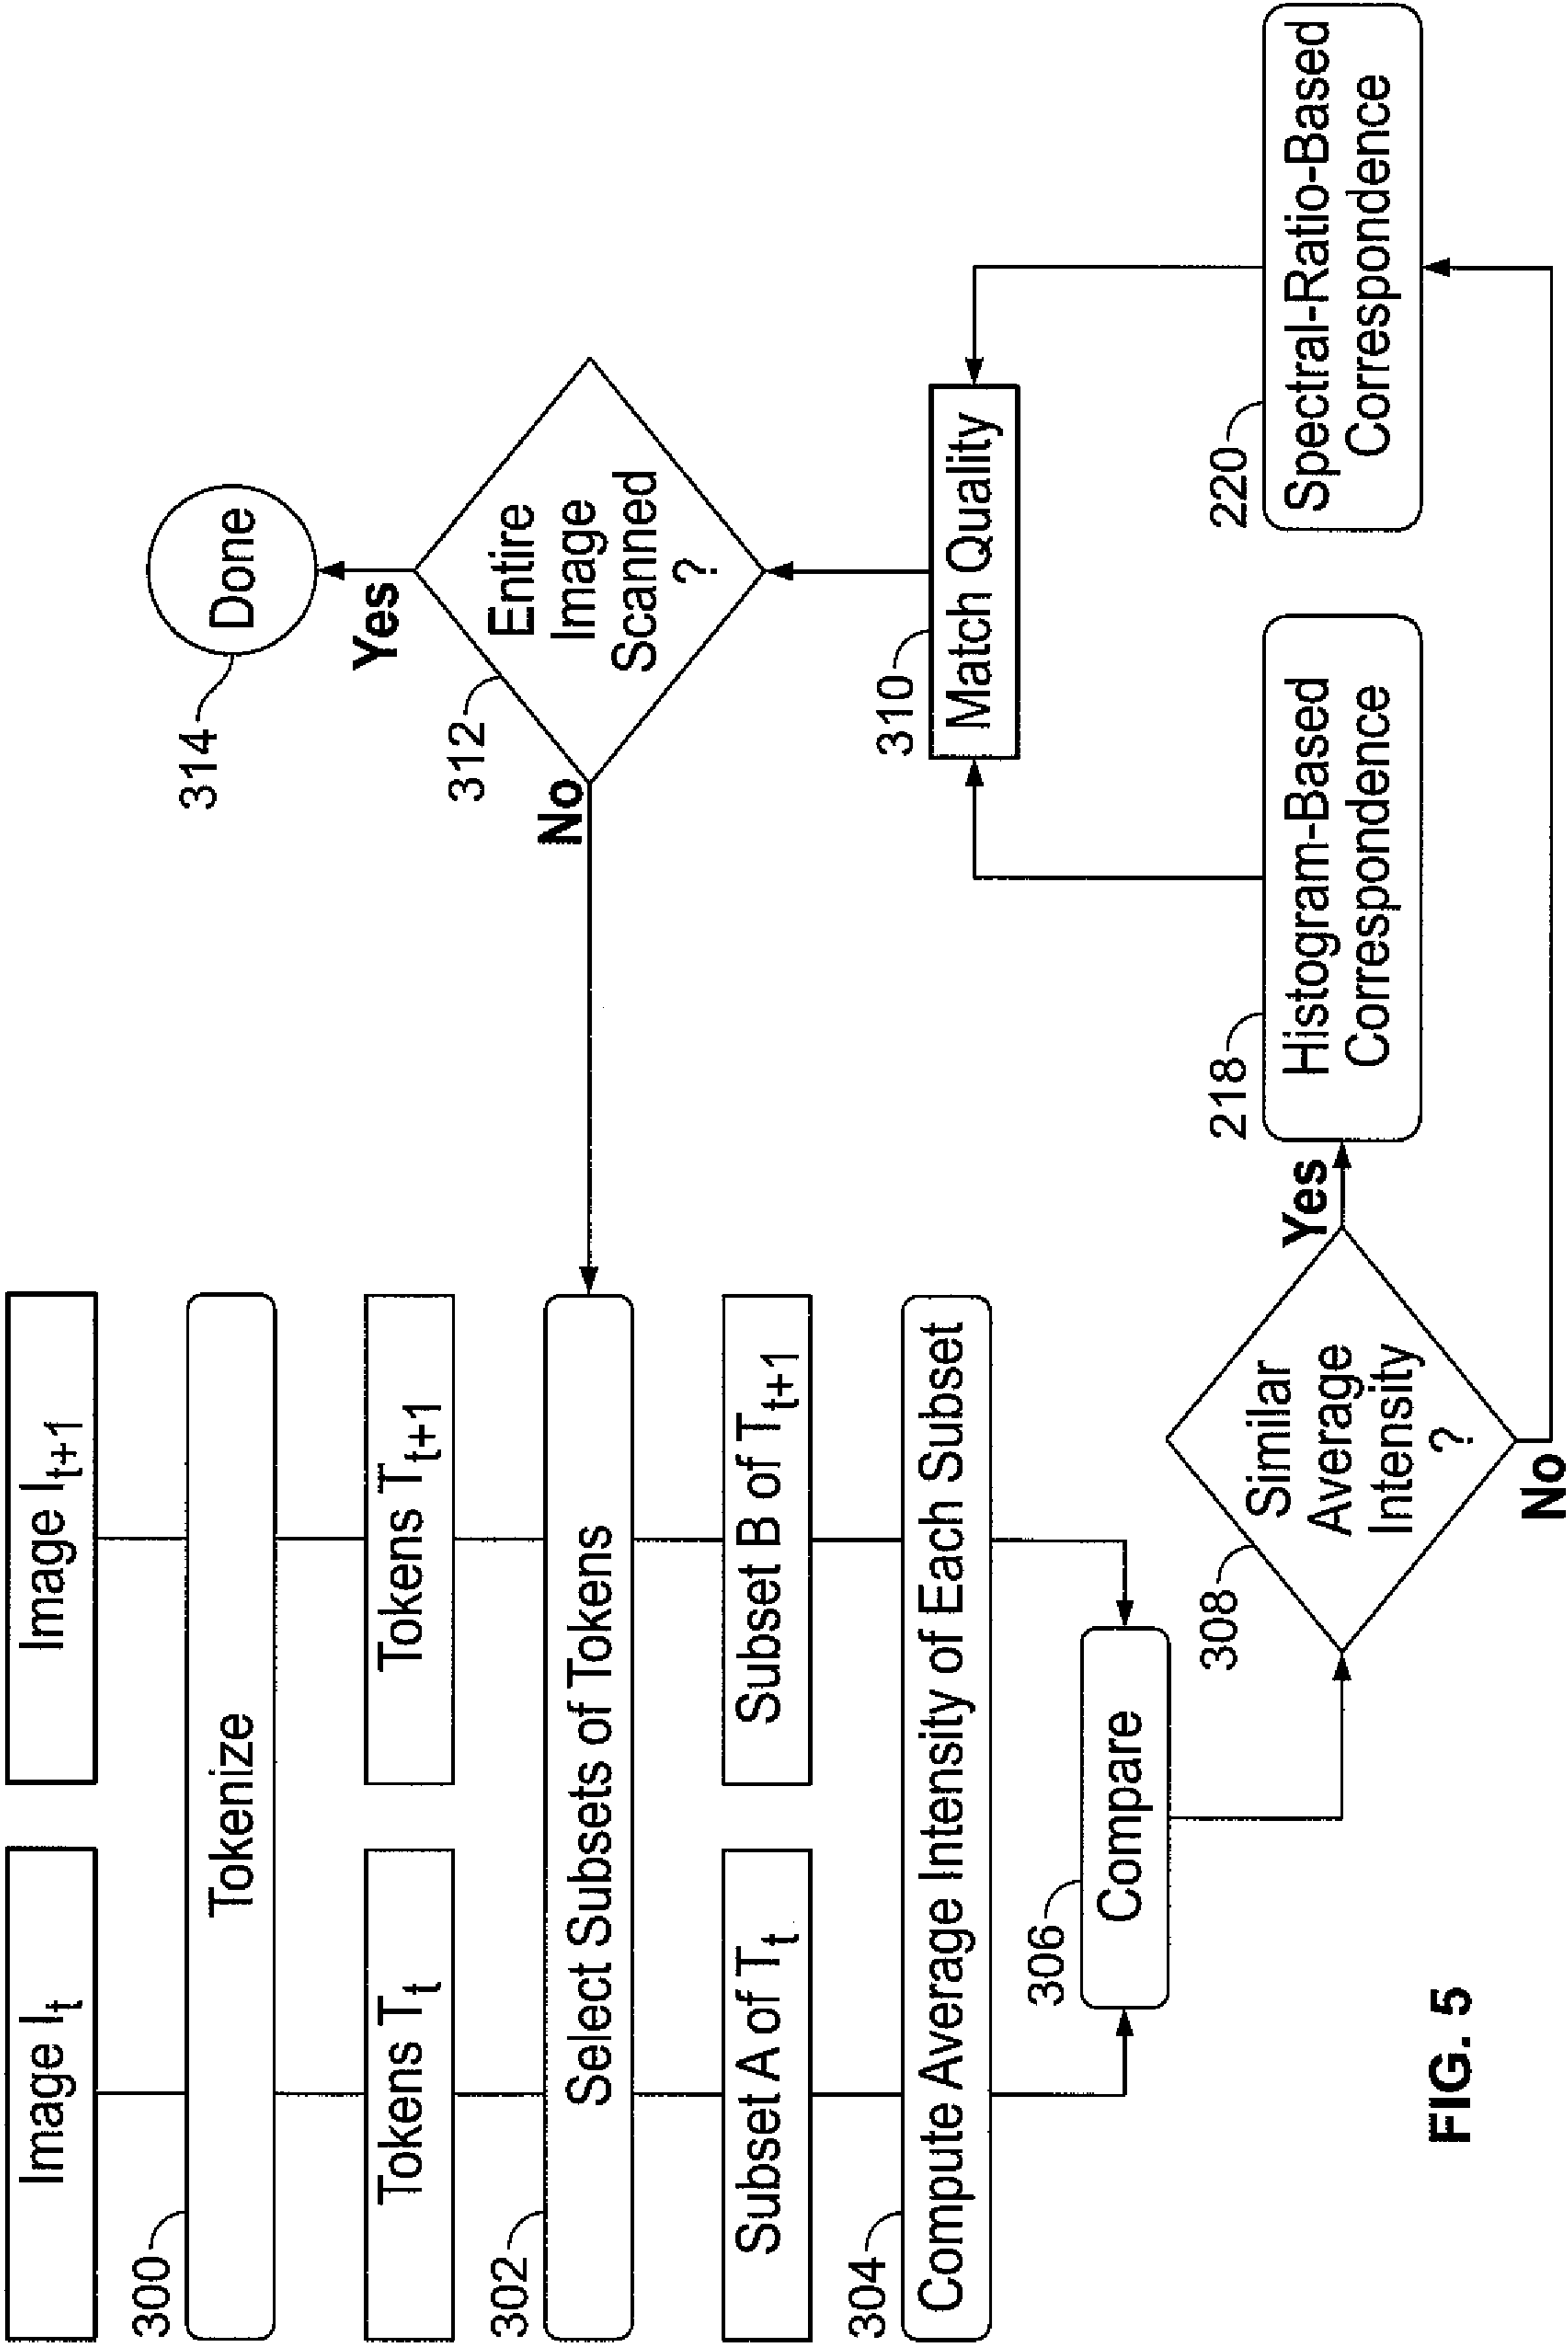 Image I_t
Image I_{t+1}
300
Tokenize
Tokens T_t
Tokens T_{t+1}
302
Select Subsets of Tokens
Subset A of T_t
Subset B of T_{t+1}
304
Compute Average Intensity of Each Subset
306
Compare
308
Similar
Average
Intensity
?
Yes
No
218
Histogram-Based
Correspondence
220
Spectral-Ratio-Based
Correspondence
310
Match Quality
312
Entire
Image
Scanned
?
No
Yes
314
Done
FIG. 5